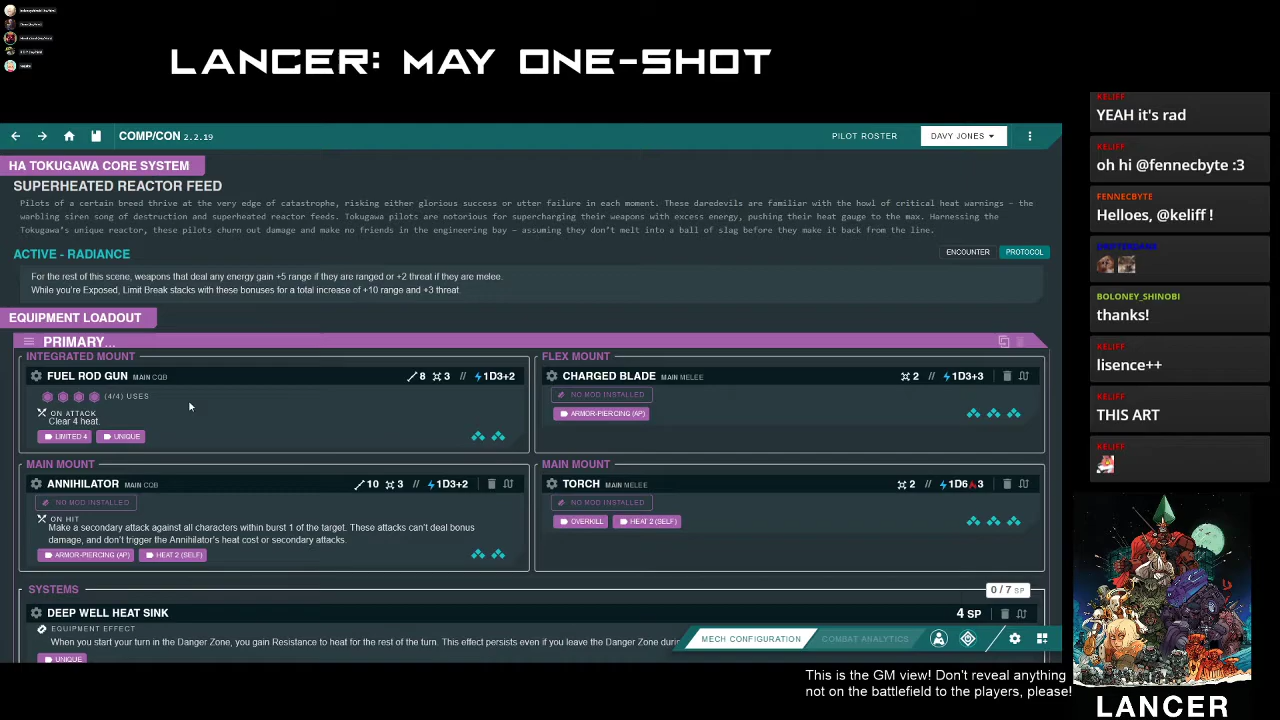 LANCER: MAY ONE-SHOT
COMP/CON 2.2.19
PILOT ROSTER
DAVY JONES
HA TOKUGAWA CORE SYSTEM
SUPERHEATED REACTOR FEED
Pilots of a certain breed thrive at the very edge of catastrophe, risking either glorious success or utter failure in each moment. These daredevils are familiar with the howl of critical heat warnings – the
warbling siren song of destruction and superheated reactor feeds. Tokugawa pilots are notorious for supercharging their weapons with excess energy, pushing their heat gauge to the max. Harnessing the
Tokugawa's unique reactor, these pilots churn out damage and make no friends in the engineering bay – assuming they don't melt into a ball of slag before they make it back from the line.
ACTIVE - RADIANCE
ENCOUNTER
PROTOCOL
For the rest of this scene, weapons that deal any energy gain +5 range if they are ranged or +2 threat if they are melee.
While you're Exposed, Limit Break stacks with these bonuses for a total increase of +10 range and +3 threat.
EQUIPMENT LOADOUT
PRIMARY...
INTEGRATED MOUNT
FUEL ROD GUN MAIN CQB
8 3 // 1D3+2
(4/4) USES
ON ATTACK
Clear 4 heat.
LIMITED 4
UNIQUE
FLEX MOUNT
CHARGED BLADE MAIN MELEE
2 // 1D3+3
NO MOD INSTALLED
ARMOR-PIERCING (AP)
MAIN MOUNT
ANNIHILATOR MAIN CQB
10 3 // 1D3+2
NO MOD INSTALLED
ON HIT
Make a secondary attack against all characters within burst 1 of the target. These attacks can't deal bonus
damage, and don't trigger the Annihilator's heat cost or secondary attacks.
ARMOR-PIERCING (AP)
HEAT 2 (SELF)
MAIN MOUNT
TORCH MAIN MELEE
2 // 1D6 3
NO MOD INSTALLED
OVERKILL
HEAT 2 (SELF)
SYSTEMS
0 / 7 SP
DEEP WELL HEAT SINK
4 SP
EQUIPMENT EFFECT
When you start your turn in the Danger Zone, you gain Resistance to heat for the rest of the turn. This effect persists even if you leave the Danger Zone
UNIQUE
MECH CONFIGURATION
COMBAT ANALYTICS
KELIFF
YEAH it's rad
KELIFF
oh hi @fennecbyte :3
FENNECBYTE
Helloes, @keliff !
BOLONEY_SHINOBI
thanks!
KELIFF
lisence++
KELIFF
THIS ART
KELIFF
LANCER
This is the GM view! Don't reveal anything
not on the battlefield to the players, please!